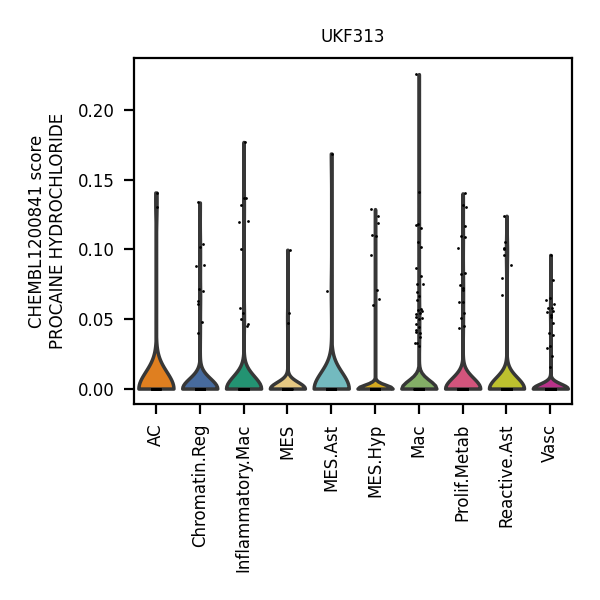 UKF313
CHEMBL1200841 score
PROCAINE HYDROCHLORIDE
0.20
0.15
0.10
0.05
0.00
AC
Chromatin.Reg
Inflammatory.Mac
MES
MES.Ast
MES.Hyp
Mac
Prolif.Metab
Reactive.Ast
Vasc